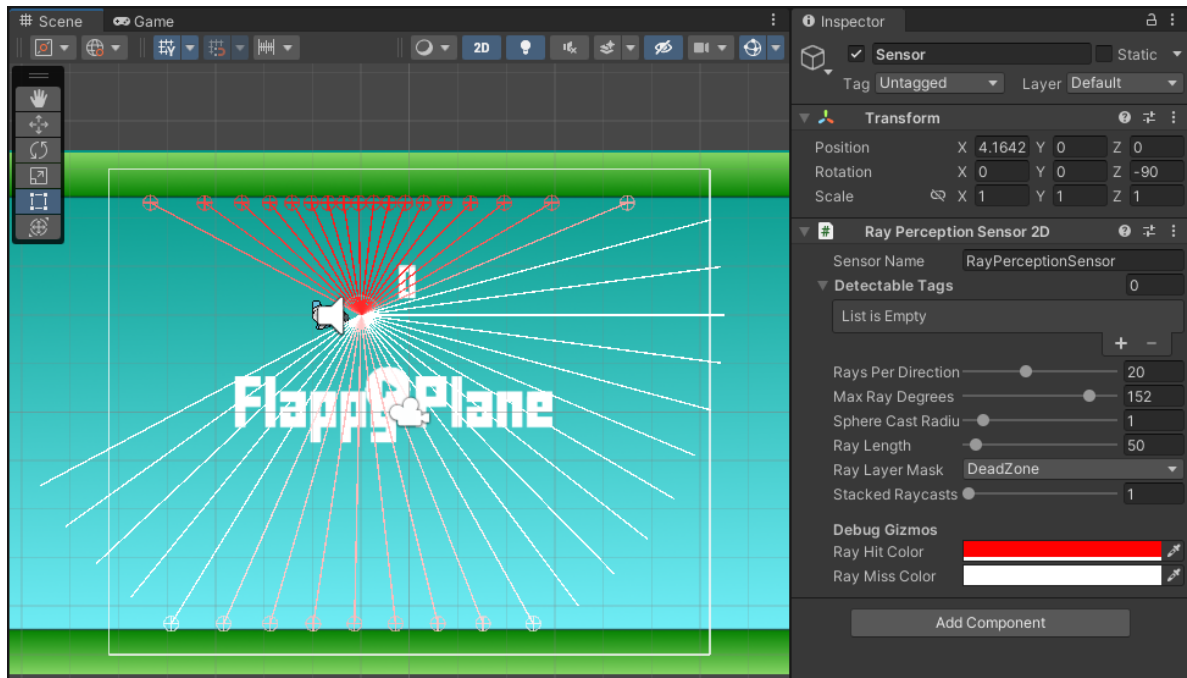 Scene Game
2D
0
Flappy Plane
Inspector
Sensor Static
Tag Untagged Layer Default
Transform
Position X 4.1642 Y 0 Z 0
Rotation X 0 Y 0 Z -90
Scale X 1 Y 1 Z 1
# Ray Perception Sensor 2D
Sensor Name RayPerceptionSensor
Detectable Tags 0
List is Empty
+ −
Rays Per Direction 20
Max Ray Degrees 152
Sphere Cast Radiu 1
Ray Length 50
Ray Layer Mask DeadZone
Stacked Raycasts 1
Debug Gizmos
Ray Hit Color
Ray Miss Color
Add Component